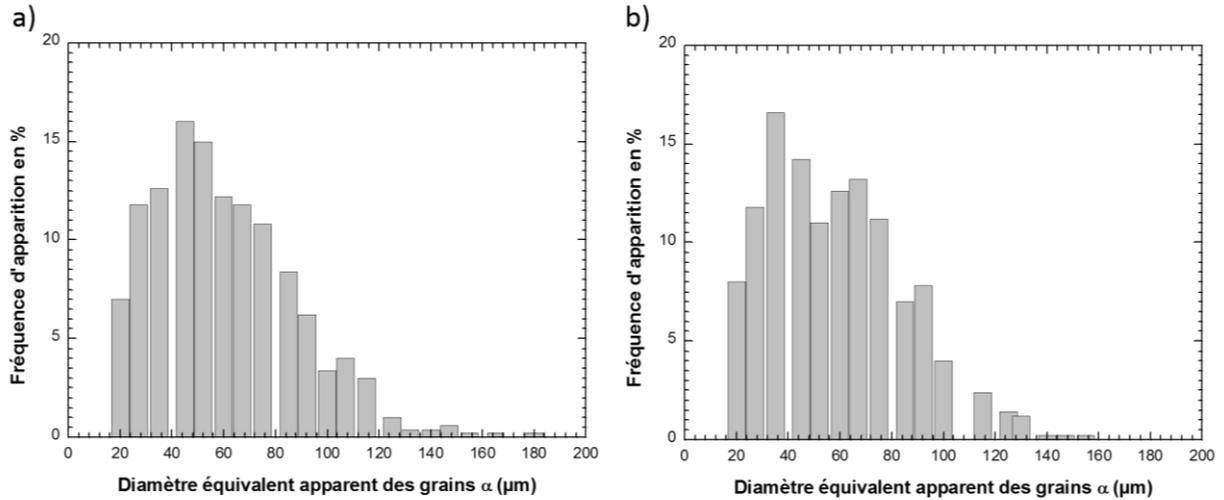 a)
20
15
10
5
0
Fréquence d'apparition en %
0 20 40 60 80 100 120 140 160 180 200
Diamètre équivalent apparent des grains α (µm)
b)
20
15
10
5
0
Fréquence d'apparition en %
0 20 40 60 80 100 120 140 160 180 200
Diamètre équivalent apparent des grains α (µm)